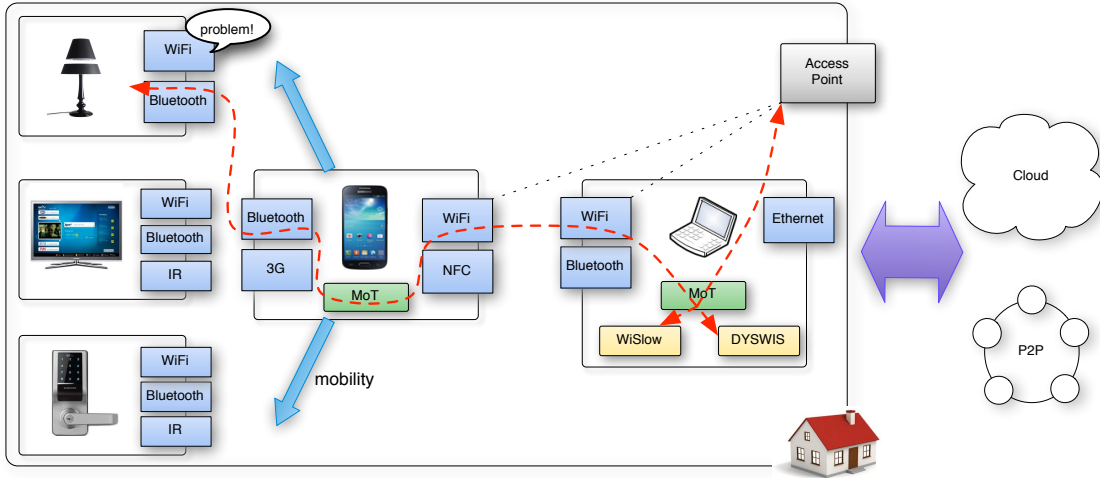 problem!
WiFi
Bluetooth
Access
Point
WiFi
Bluetooth
IR
Bluetooth
3G
WiFi
NFC
MoT
WiFi
Bluetooth
Ethernet
MoT
WiSlow
DYSWIS
Cloud
P2P
WiFi
Bluetooth
IR
mobility